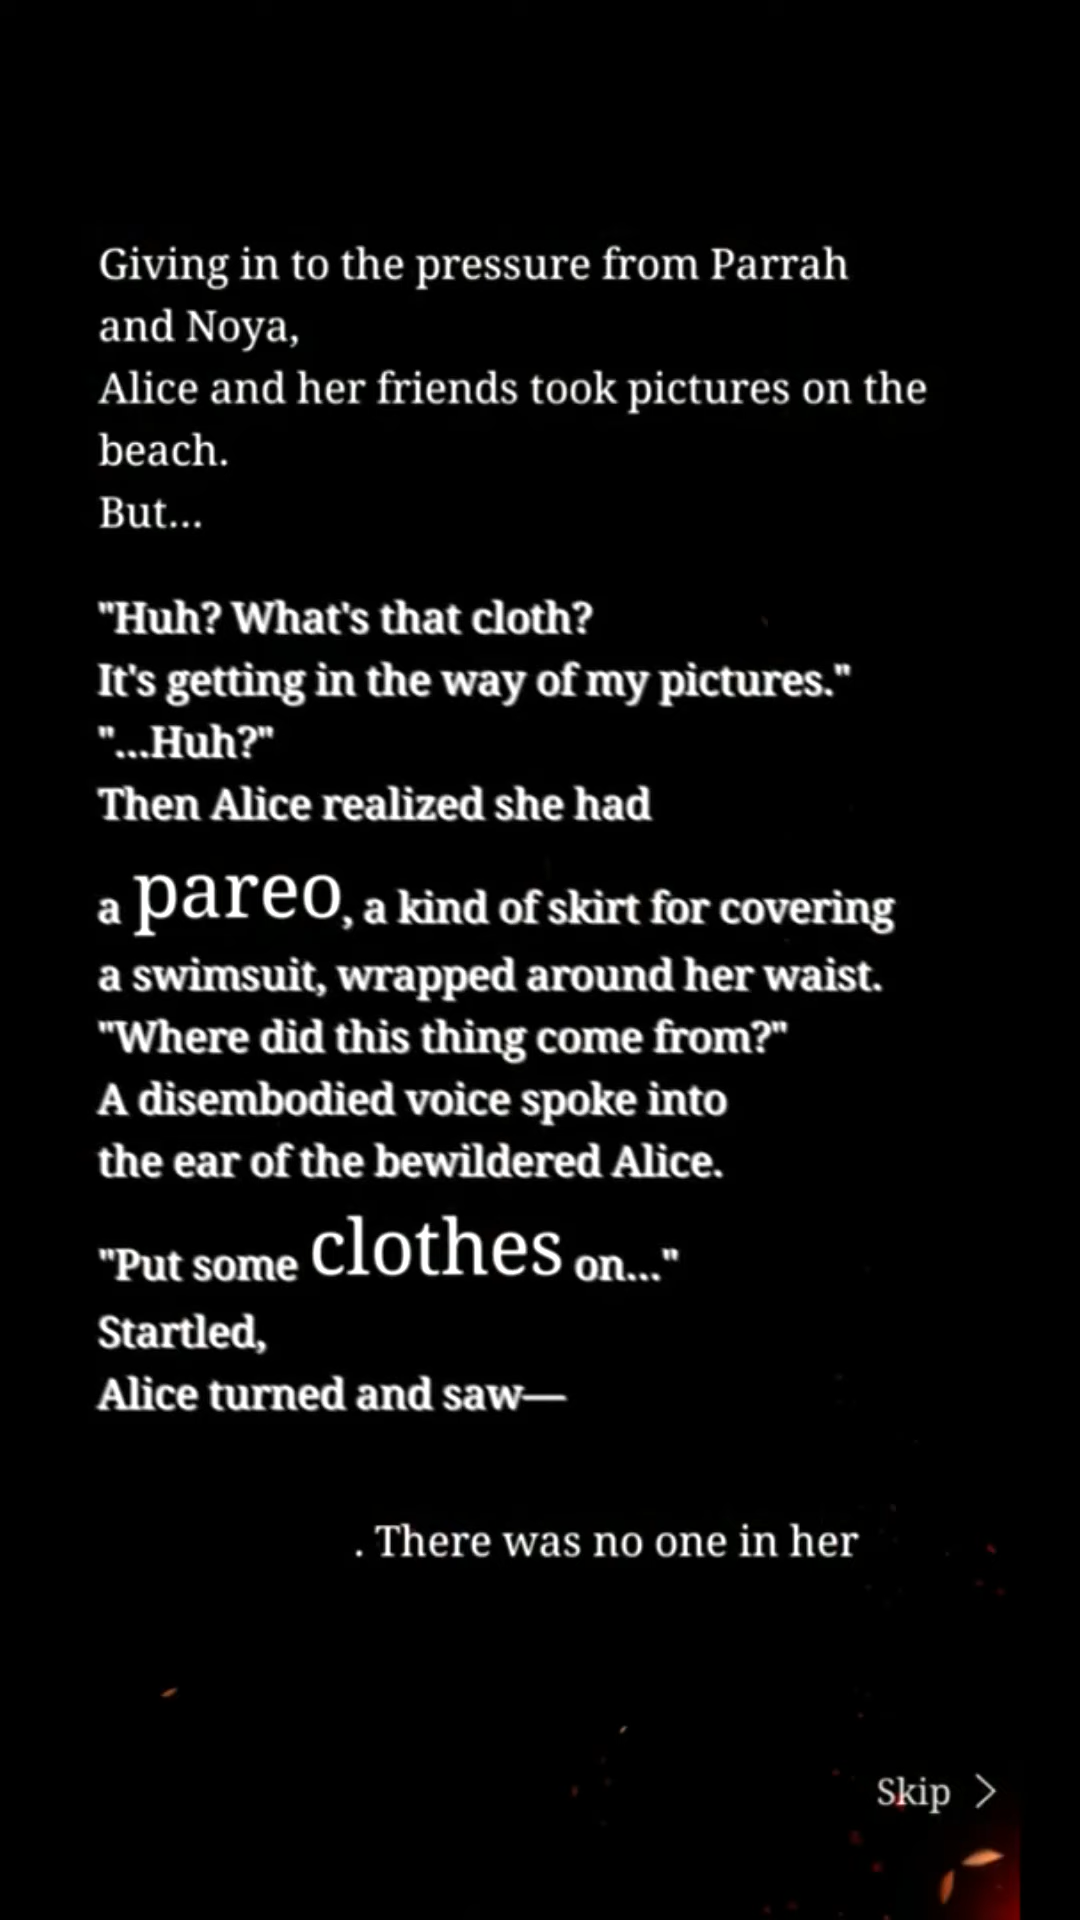 Giving in to the pressure from Parrah
and Noya,
Alice and her friends took pictures on the
beach.
But...
"Huh? What's that cloth?
It's getting in the way of my pictures."
"...Huh?"
Then Alice realized she had
a pareo, a kind of skirt for covering
a swimsuit, wrapped around her waist.
"Where did this thing come from?"
A disembodied voice spoke into
the ear of the bewildered Alice.
"Put some clothes on..."
Startled,
Alice turned and saw—
. There was no one in her
Skip >